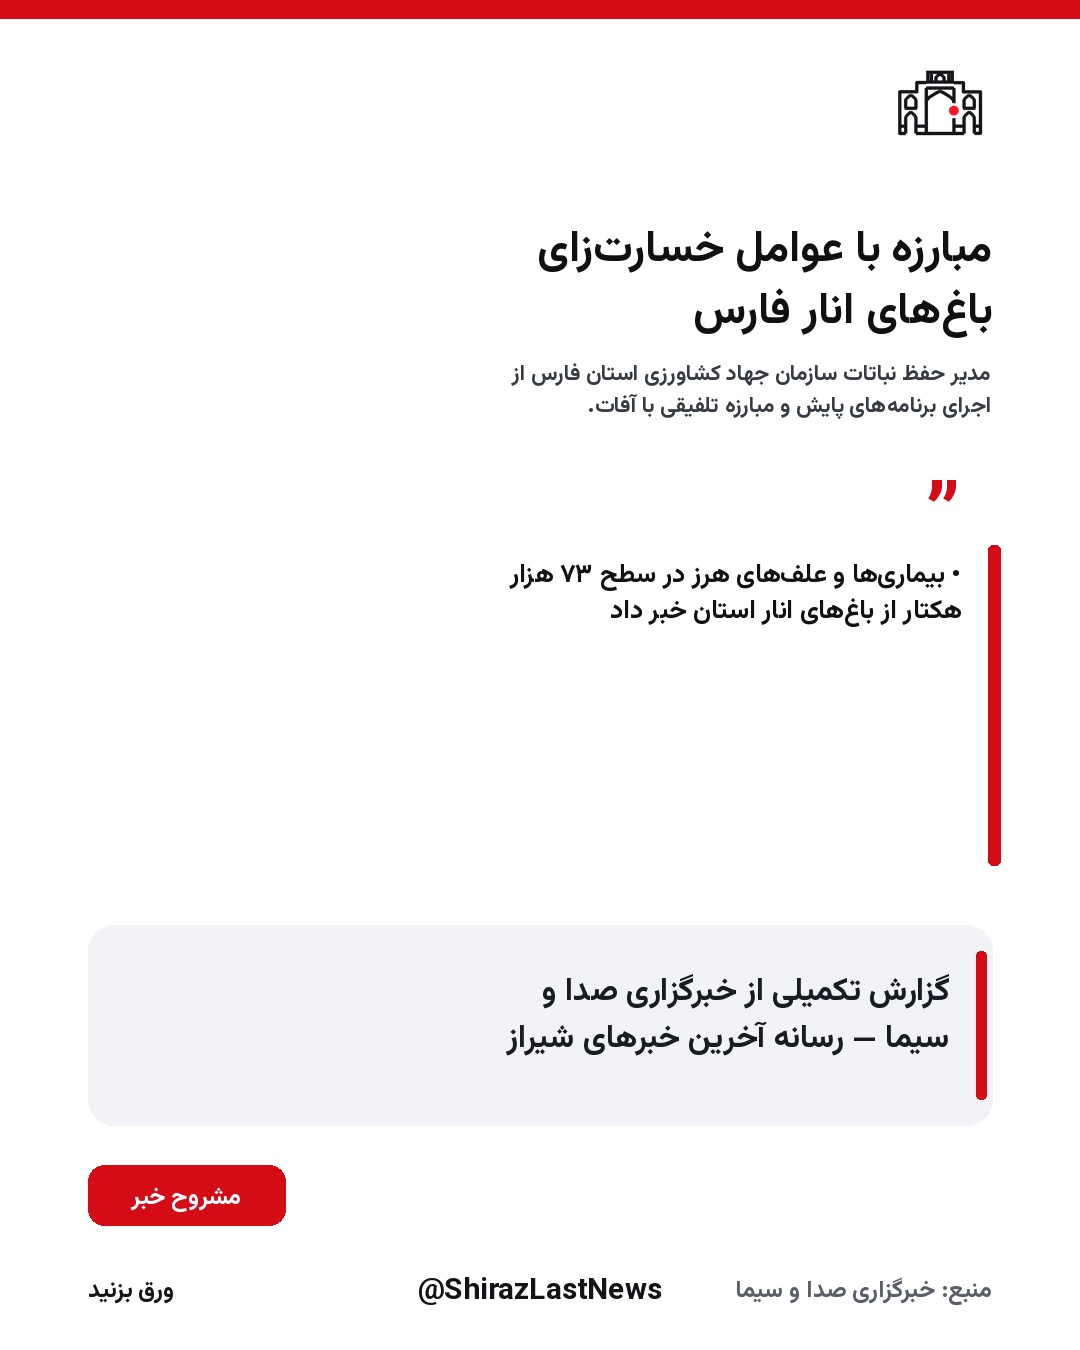 مبارزه با عوامل خسارت‌زای
باغ‌های انار فارس
مدیر حفظ نباتات سازمان جهاد کشاورزی استان فارس از
اجرای برنامه‌های پایش و مبارزه تلفیقی با آفات.
”
• بیماری‌ها و علف‌های هرز در سطح ۷۳ هزار
هکتار از باغ‌های انار استان خبر داد
گزارش تکمیلی از خبرگزاری صدا و
سیما – رسانه آخرین خبرهای شیراز
مشروح خبر
منبع: خبرگزاری صدا و سیما
@ShirazLastNews
ورق بزنید